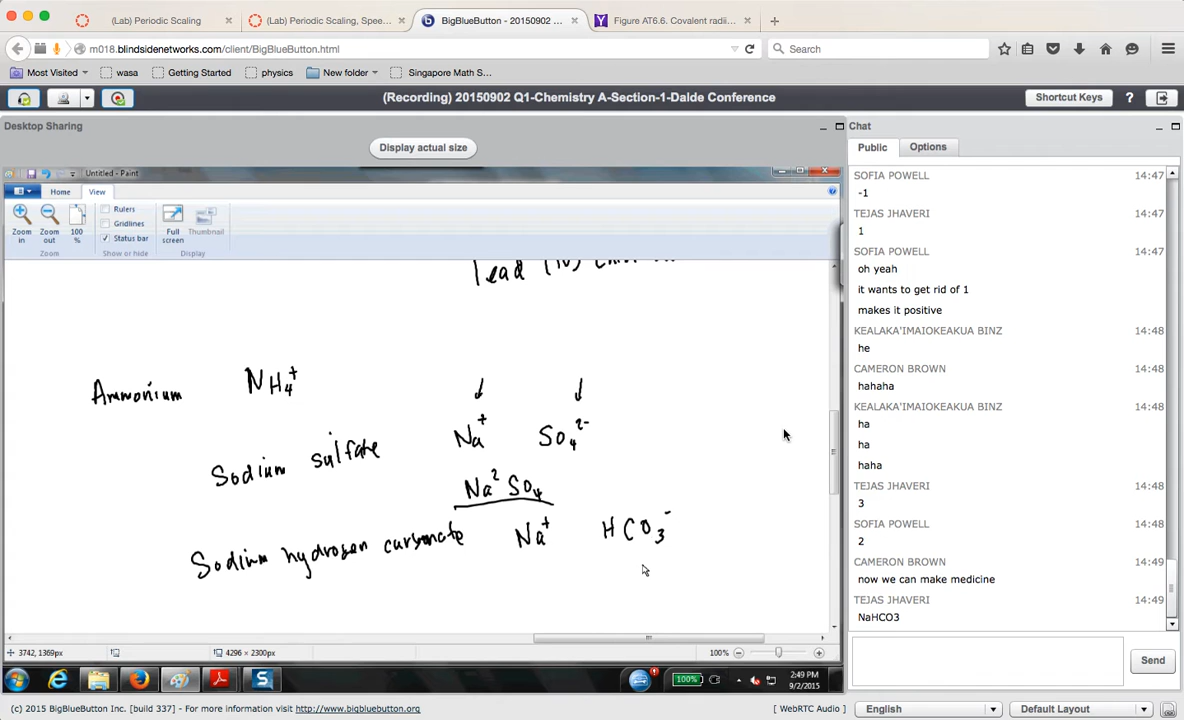 (Lab) Periodic Scaling
(Lab) Periodic Scaling, Spee...
BigBlueButton - 20150902 ...
Figure AT6.6. Covalent radii...
m018.blindsidenetworks.com/client/BigBlueButton.html
Search
Most Visited
wasa
Getting Started
physics
New folder
Singapore Math S...
(Recording) 20150902 Q1-Chemistry A-Section-1-Dalde Conference
Shortcut Keys
?
Desktop Sharing
Display actual size
Untitled - Paint
Home
View
Zoom in
Zoom out
100 %
Rulers
Gridlines
Status bar
Full screen
Thumbnail
Zoom
Show or hide
Display
lead (IV)
Ammonium NH₄⁺
Sodium sulfate Na⁺ SO₄²⁻
Na² SO₄
Sodium hydrogen carbonate Na⁺ HCO₃⁻
3742, 1369px
4296 × 2300px
100%
100%
2:49 PM
9/2/2015
Chat
Public
Options
SOFIA POWELL 14:47
-1
TEJAS JHAVERI 14:47
1
SOFIA POWELL 14:47
oh yeah
it wants to get rid of 1
makes it positive
KEALAKA'IMAIOKEAKUA BINZ 14:48
he
CAMERON BROWN 14:48
hahaha
KEALAKA'IMAIOKEAKUA BINZ 14:48
ha
ha
haha
TEJAS JHAVERI 14:48
3
SOFIA POWELL 14:48
2
CAMERON BROWN 14:49
now we can make medicine
TEJAS JHAVERI 14:49
NaHCO3
Send
(c) 2015 BigBlueButton Inc. [build 337] - For more information visit http://www.bigbluebutton.org
[ WebRTC Audio ]
English
Default Layout